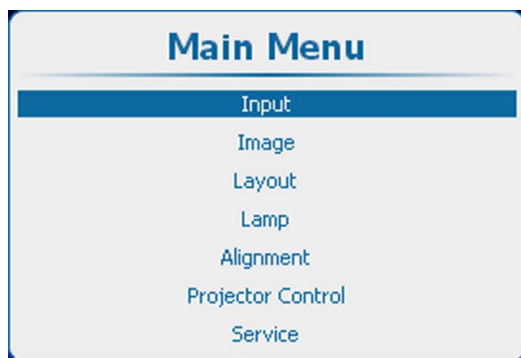 Main Menu
Input
Image
Layout
Lamp
Alignment
Projector Control
Service